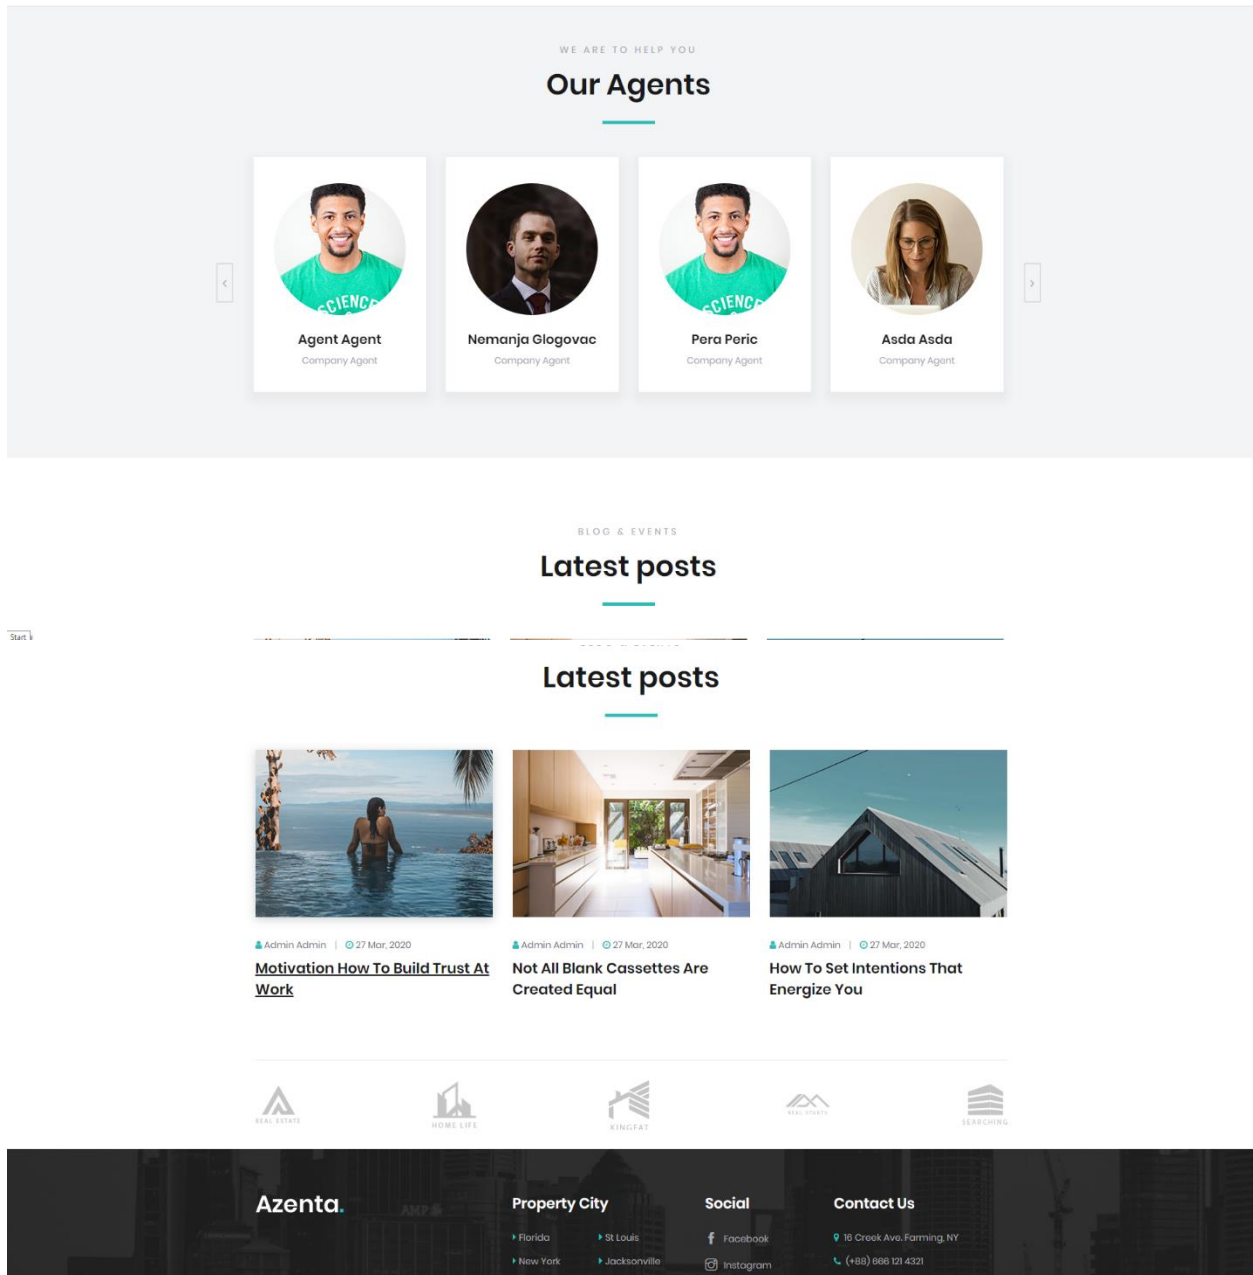 WE ARE TO HELP YOU
Our Agents
SCIENCE
SCIENCE
Agent Agent
Company Agent
Nemanja Glogovac
Company Agent
Pera Peric
Company Agent
Asda Asda
Company Agent
BLOG & EVENTS
Latest posts
Start
Latest posts
Admin Admin | 27 Mar, 2020
Motivation How To Build Trust At
Work
Admin Admin | 27 Mar, 2020
Not All Blank Cassettes Are
Created Equal
Admin Admin | 27 Mar, 2020
How To Set Intentions That
Energize You
REAL ESTATE
HOME LIFE
KINGFAT
REAL STARTS
SEARCHING
Azenta.
AMP
Property City
Florida
St Louis
New York
Jacksonville
Social
Facebook
Instagram
Contact Us
16 Creek Ave. Farming, NY
(+88) 666 121 4321